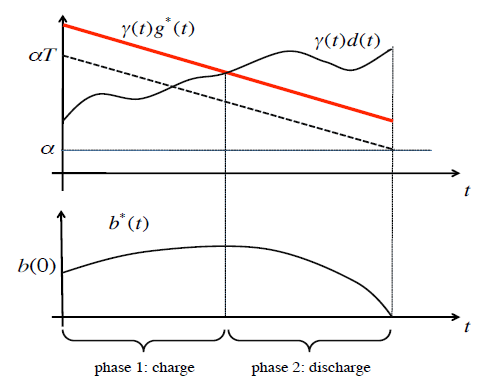 γ(t)g*(t)
γ(t)d(t)
αT
α
t
b*(t)
b(0)
t
phase 1: charge
phase 2: discharge